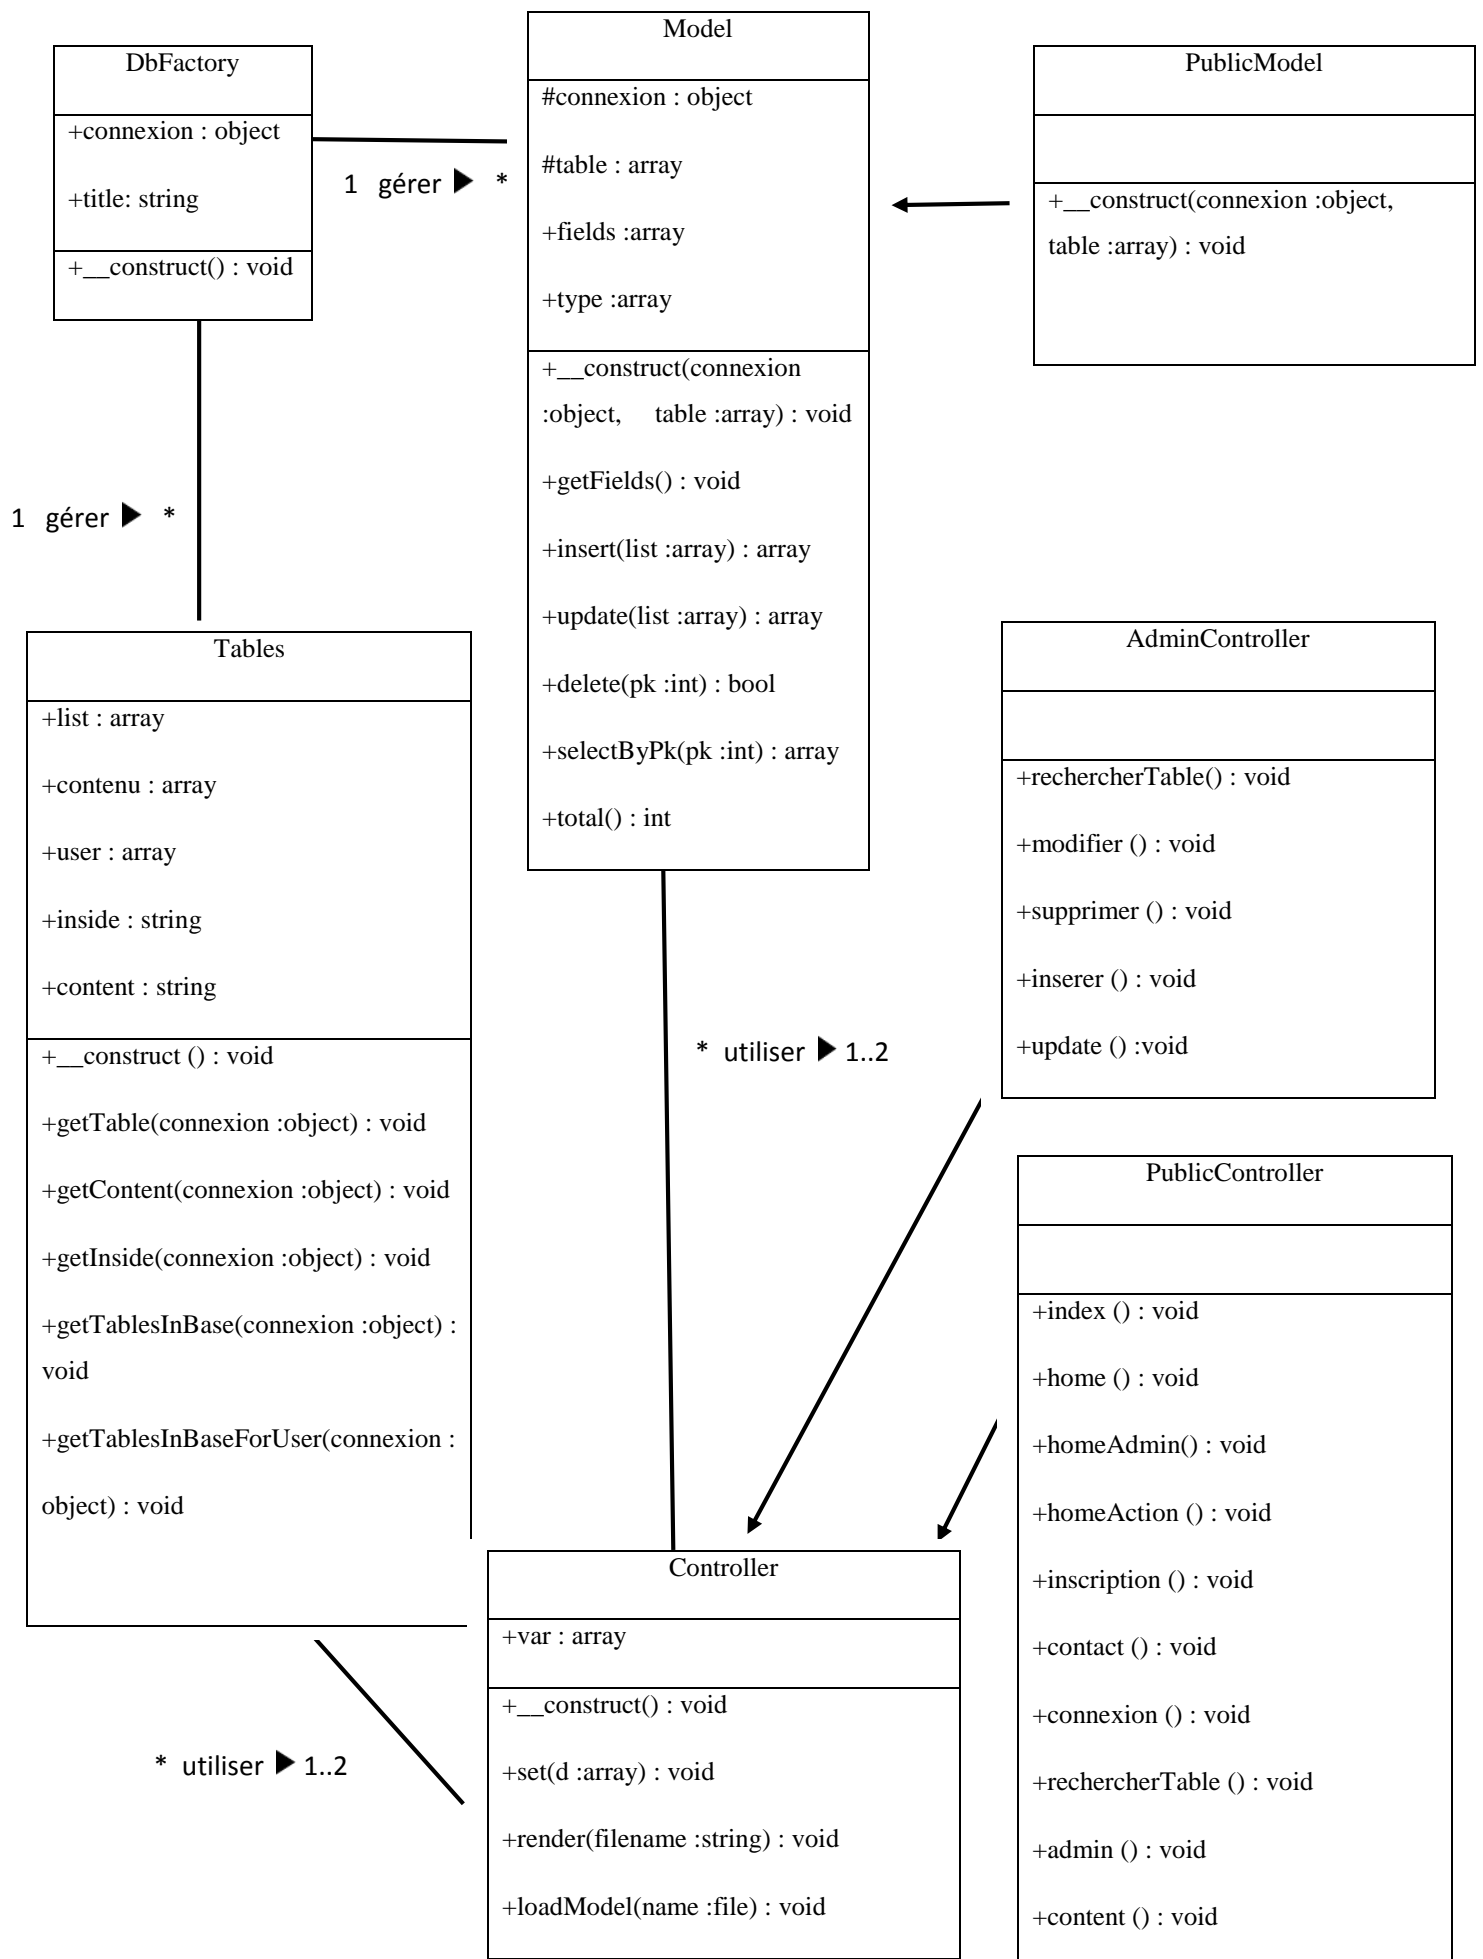 DbFactory
+connexion : object
+title: string
+__construct() : void
1 gérer ▶ *
Model
#connexion : object
#table : array
+fields :array
+type :array
+__construct(connexion
:object, table :array) : void
+getFields() : void
+insert(list :array) : array
+update(list :array) : array
+delete(pk :int) : bool
+selectByPk(pk :int) : array
+total() : int
PublicModel
+__construct(connexion :object,
table :array) : void
1 gérer ▶ *
Tables
+list : array
+contenu : array
+user : array
+inside : string
+content : string
+__construct () : void
+getTable(connexion :object) : void
+getContent(connexion :object) : void
+getInside(connexion :object) : void
+getTablesInBase(connexion :object) :
void
+getTablesInBaseForUser(connexion :
object) : void
* utiliser ▶ 1..2
AdminController
+rechercherTable() : void
+modifier () : void
+supprimer () : void
+inserer () : void
+update () :void
PublicController
+index () : void
+home () : void
+homeAdmin() : void
+homeAction () : void
+inscription () : void
+contact () : void
+connexion () : void
+rechercherTable () : void
+admin () : void
+content () : void
Controller
+var : array
+__construct() : void
+set(d :array) : void
+render(filename :string) : void
+loadModel(name :file) : void
* utiliser ▶ 1..2